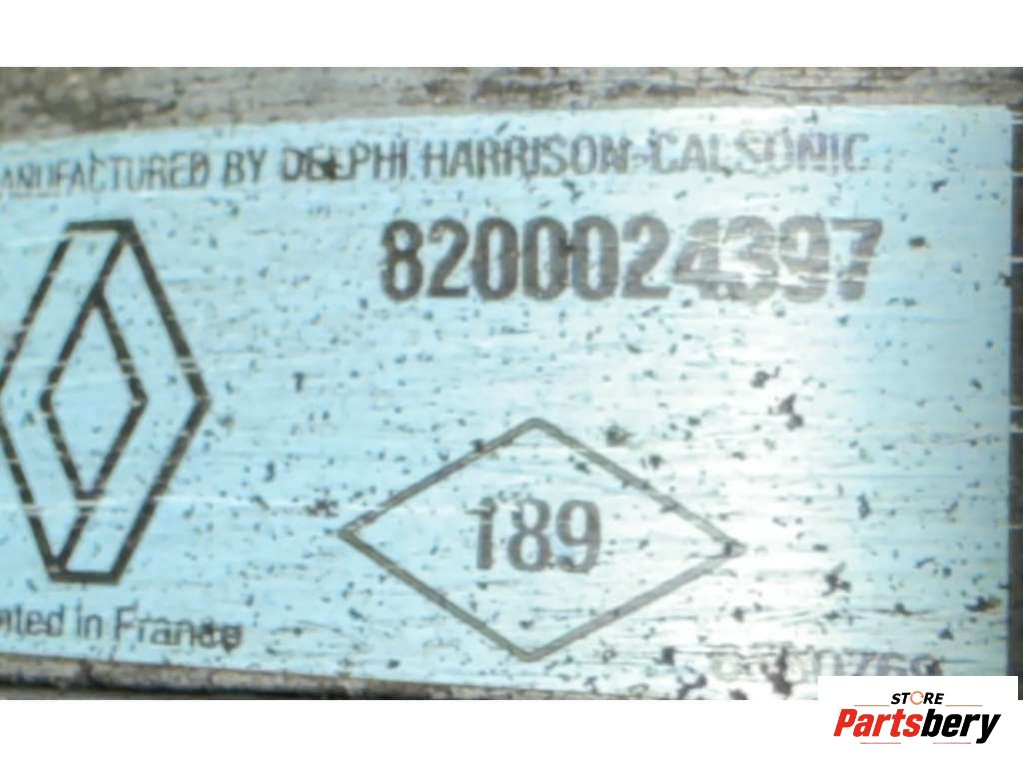 ANUFACTURED BY DELPHI HARRISON-CALSONIC
8200024397
189
nted in France
STORE
Partsbery